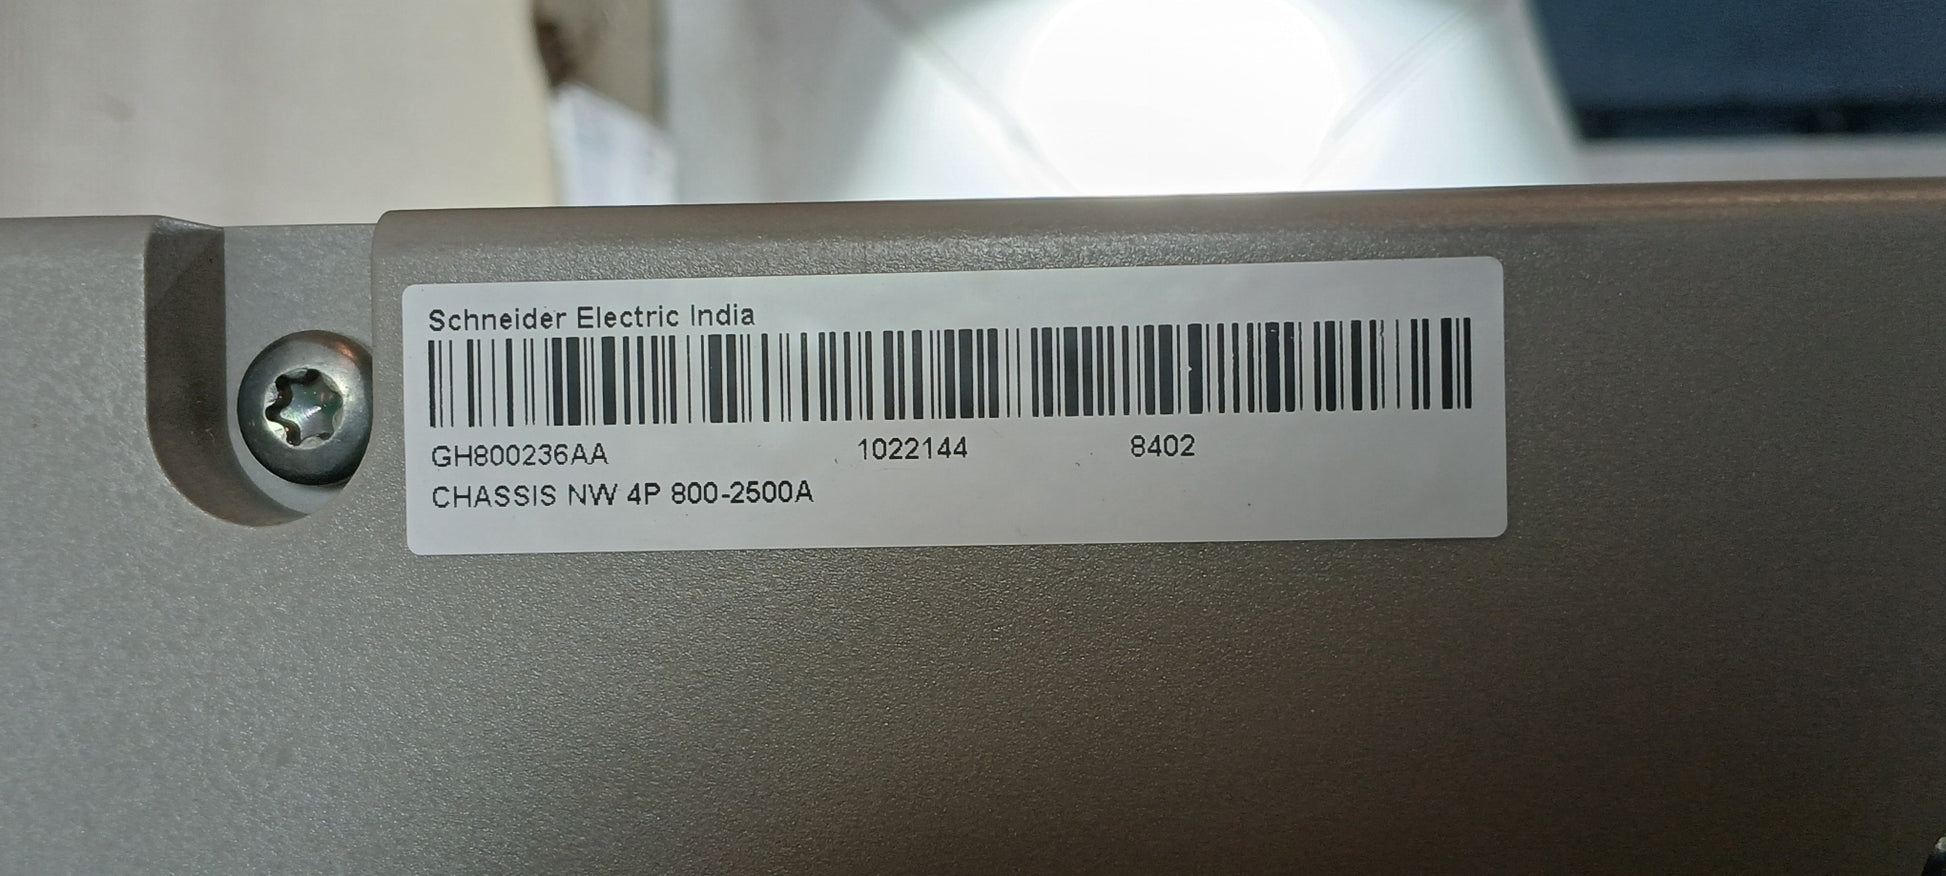 Schneider Electric India
GH800236AA 1022144 8402
CHASSIS NW 4P 800-2500A